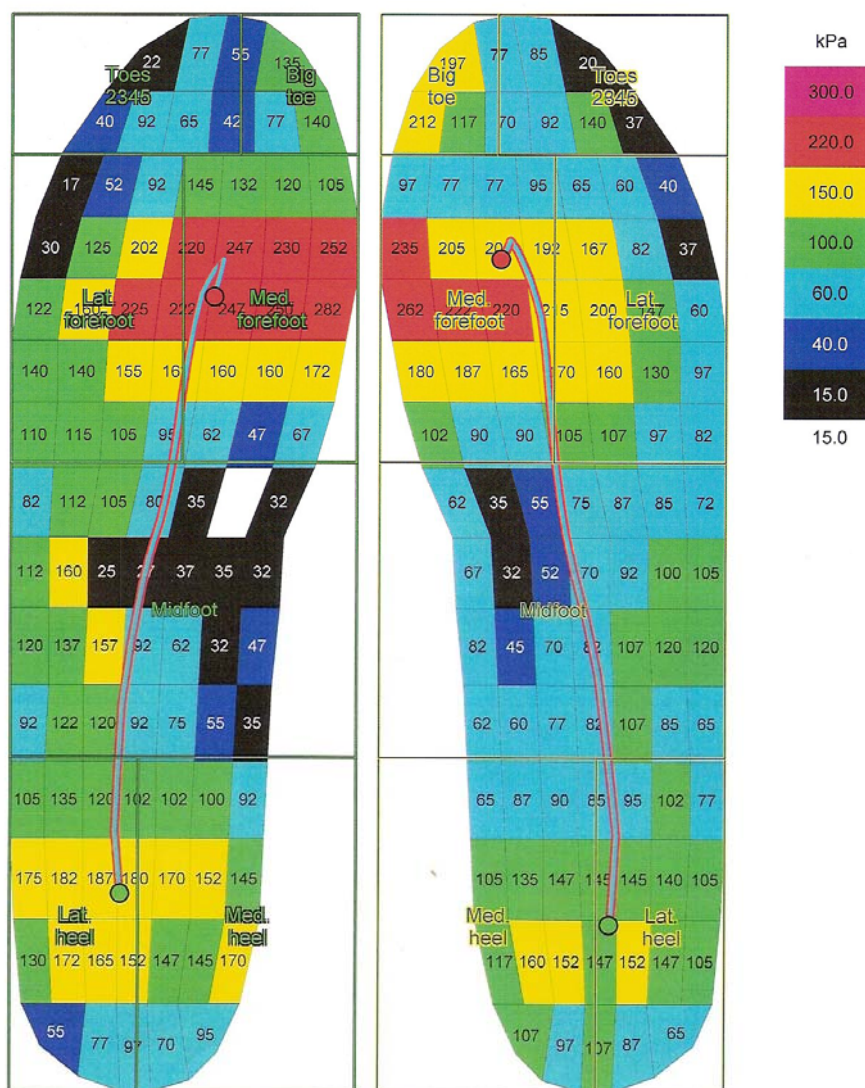 22 77 55 135
Toes 2345
Big toe
40 92 65 42 77 140
17 52 92 145 132 120 105
30 125 202 220 247 230 252
122 225 247 282
Lat. forefoot
Med. forefoot
140 140 155 160 160 172
110 115 105 95 62 47 67
82 112 105 80 35 32
112 160 25 27 37 35 32
Midfoot
120 137 157 92 62 32 47
92 122 120 92 75 55 35
105 135 120 102 102 100 92
175 182 187 180 170 152 145
Lat. heel
Med. heel
130 172 165 152 147 145 170
55 77 97 70 95
197 77 85 20
Big toe
Toes 2345
212 117 70 92 140 37
97 77 77 95 65 60 40
235 205 192 167 82 37
262 222 220 215 200 147 60
Med. forefoot
Lat. forefoot
180 187 165 170 160 130 97
102 90 90 105 107 97 82
62 35 55 75 87 85 72
67 32 52 70 92 100 105
Midfoot
82 45 70 82 107 120 120
62 60 77 82 107 85 65
65 87 90 85 95 102 77
105 135 147 145 145 140 105
Med. heel
Lat. heel
117 160 152 147 152 147 105
107 97 107 87 65
kPa
300.0
220.0
150.0
100.0
60.0
40.0
15.0
15.0